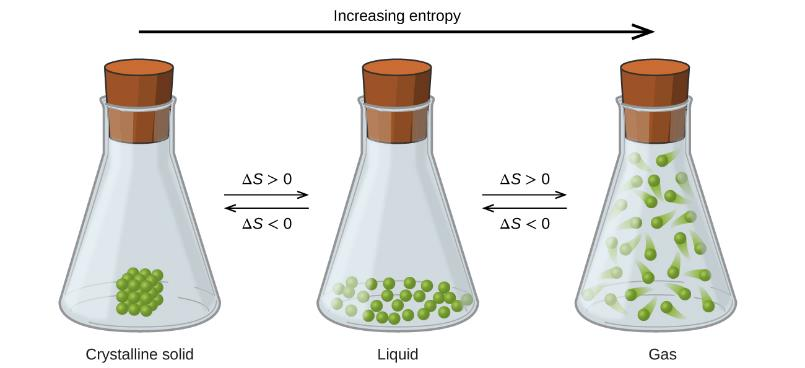 Increasing entropy
ΔS > 0
ΔS < 0
ΔS > 0
ΔS < 0
Crystalline solid
Liquid
Gas